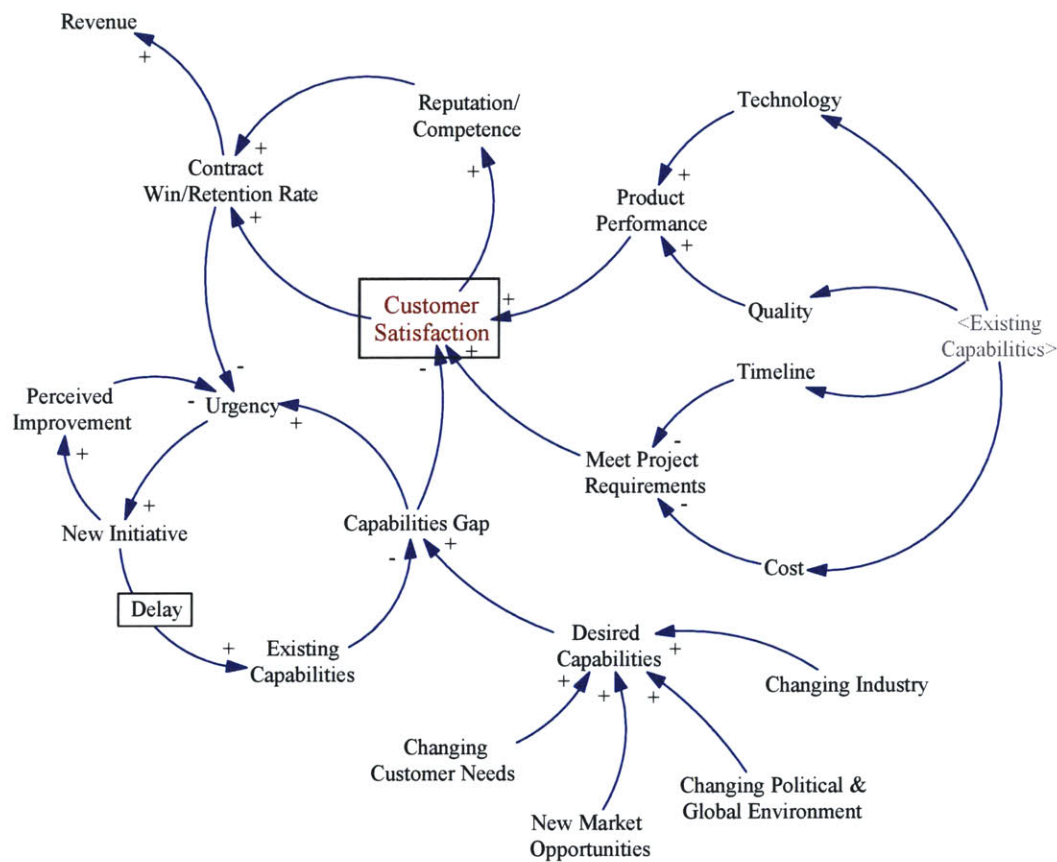 Revenue
+
Reputation/
Competence
+
Technology
+
Contract
Win/Retention Rate
+
+
Product
Performance
+
Customer
Satisfaction
+
+
-
Quality
<Existing
Capabilities>
Timeline
-
Perceived
Improvement
+
-
Urgency
+
Meet Project
Requirements
-
-
New Initiative
+
Capabilities Gap
+
-
Cost
Delay
+
Existing
Capabilities
Desired
Capabilities
+
+
+
+
Changing Industry
Changing
Customer Needs
Changing Political &
Global Environment
New Market
Opportunities